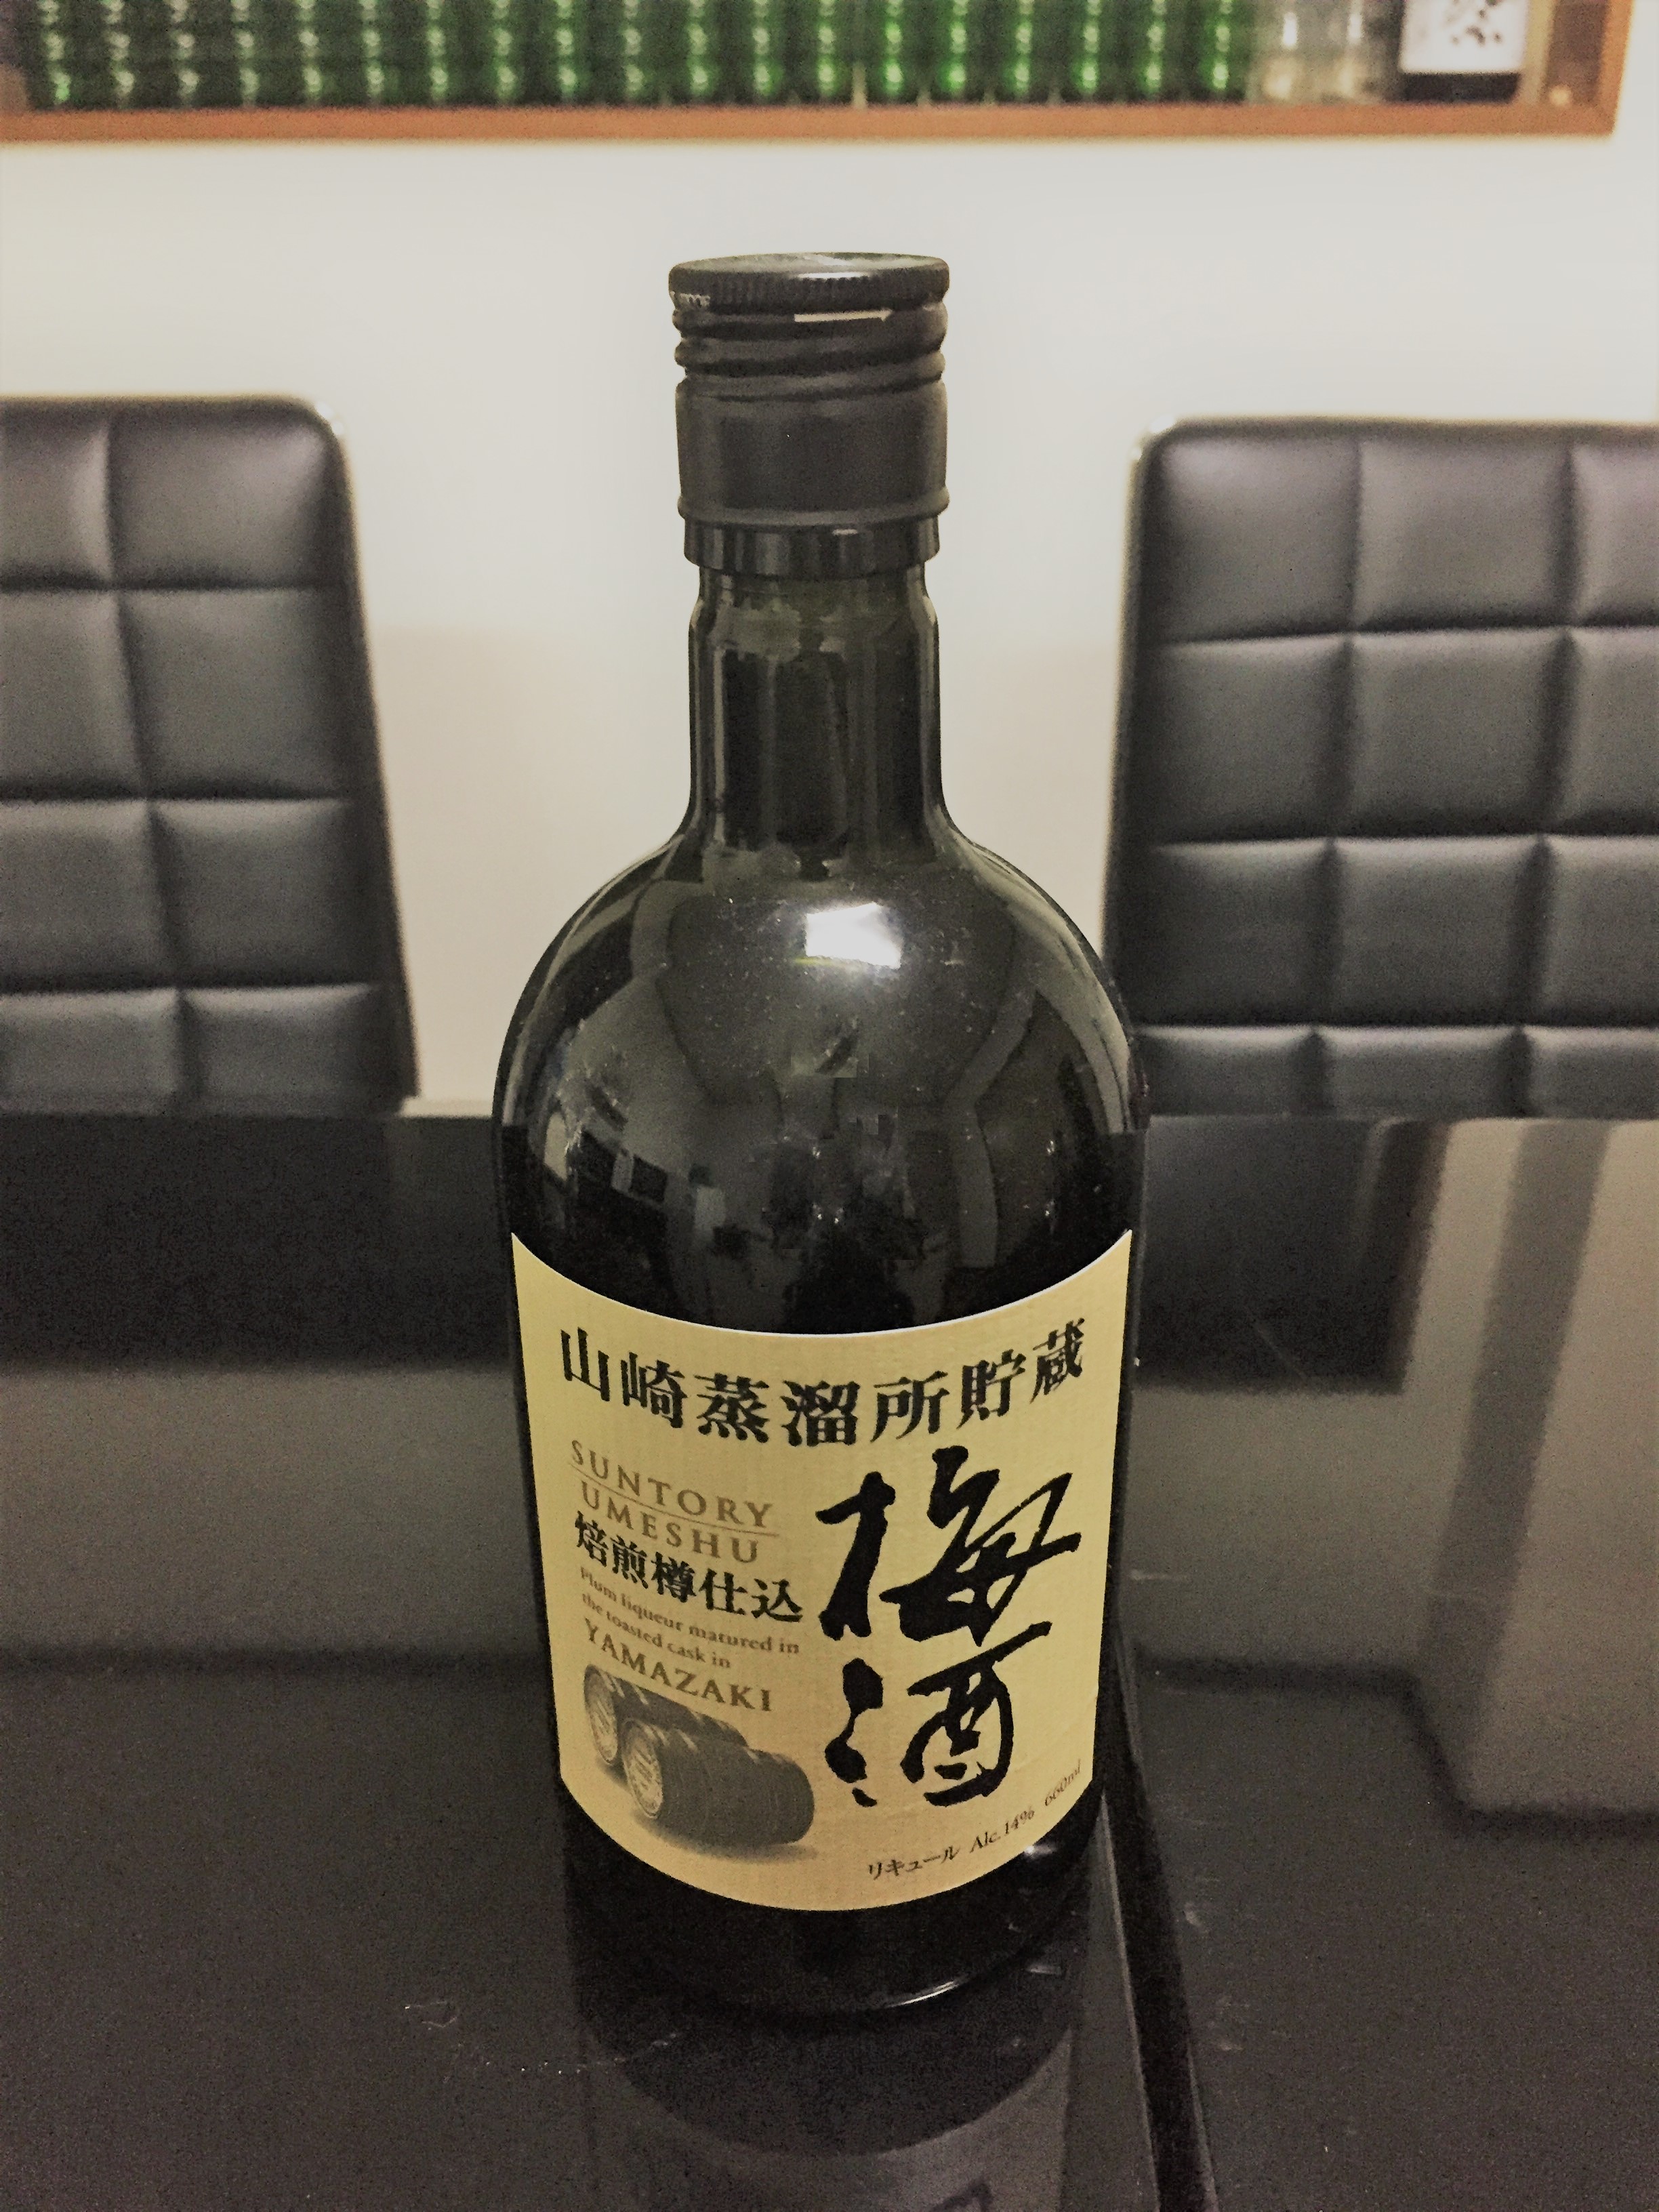 山崎蒸溜所貯蔵
SUNTORY
UMESHU
焙煎樽仕込
Plum liqueur matured in
the toasted cask in
YAMAZAKI
梅酒
リキュール Alc.14% 660ml